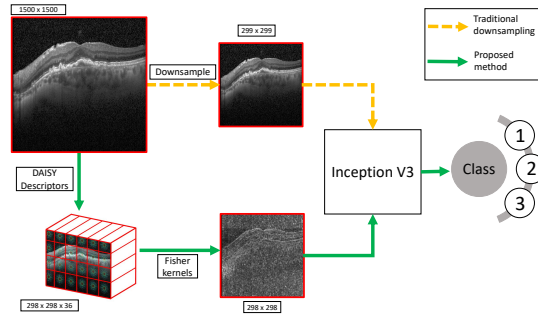 1500 x 1500
Traditional
downsampling
Proposed
method
299 x 299
Downsample
Inception V3
Class
1
2
3
DAISY
Descriptors
Fisher
kernels
298 x 298 x 36
298 x 298